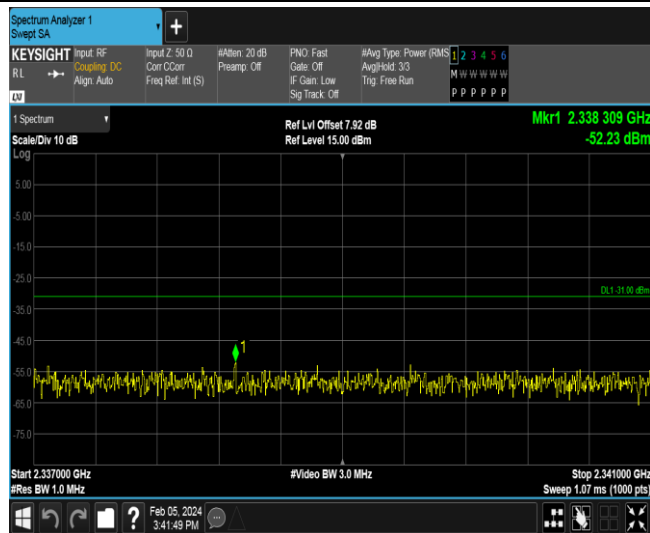 Spectrum Analyzer 1
Swept SA
+
KEYSIGHT
RL
Input: RF
Coupling: DC
Align: Auto
Input Z: 50 Ω
Corr CCorr
Freq Ref: Int (S)
#Atten: 20 dB
Preamp: Off
PNO: Fast
Gate: Off
IF Gain: Low
Sig Track: Off
#Avg Type: Power (RMS
Avg|Hold: 3/3
Trig: Free Run
1 2 3 4 5 6
M W W W W W
P P P P P P
1 Spectrum
Scale/Div 10 dB
Ref Lvl Offset 7.92 dB
Ref Level 15.00 dBm
Mkr1 2.338 309 GHz
-52.23 dBm
Log
5.00
-5.00
-15.0
-25.0
DL1 -31.00 dBm
-35.0
-45.0
1
-55.0
-65.0
-75.0
Start 2.337000 GHz
#Res BW 1.0 MHz
#Video BW 3.0 MHz
Stop 2.341000 GHz
Sweep 1.07 ms (1000 pts)
?
Feb 05, 2024
3:41:49 PM